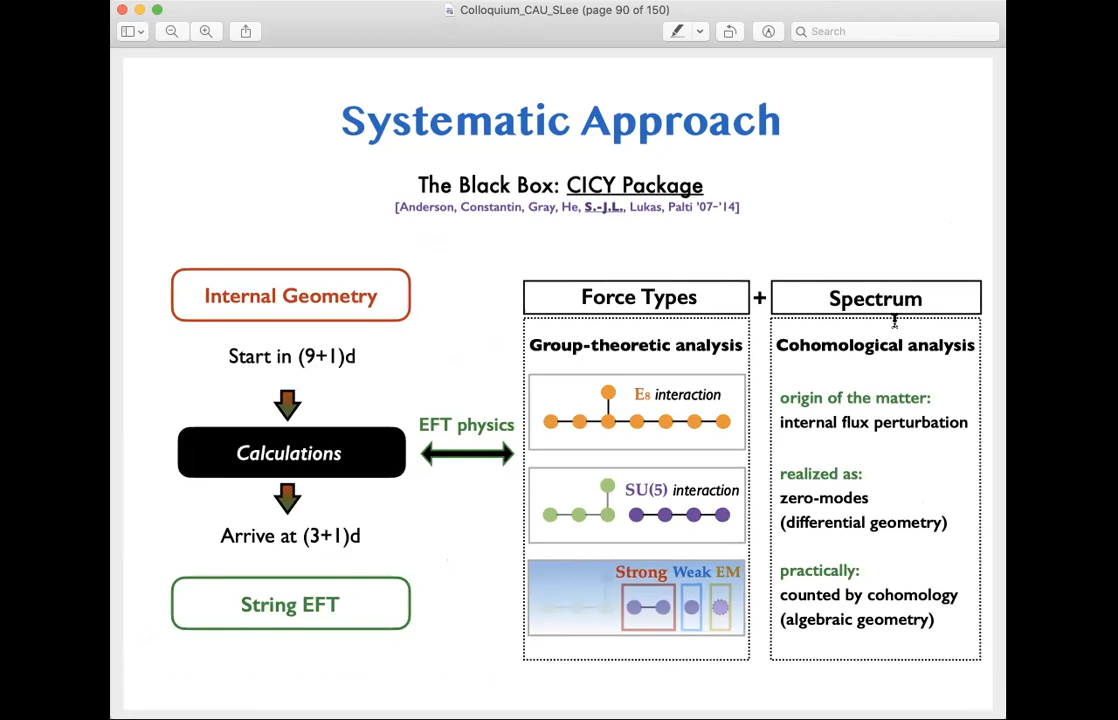 Colloquium_CAU_SLee (page 90 of 150)
Search
Systematic Approach
The Black Box: CICY Package
[Anderson, Constantin, Gray, He, S.-J.L., Lukas, Palti '07-'14]
Internal Geometry
Start in (9+1)d
Calculations
Arrive at (3+1)d
String EFT
EFT physics
Force Types
+
Spectrum
Group-theoretic analysis
E8 interaction
SU(5) interaction
Strong Weak EM
Cohomological analysis
origin of the matter:
internal flux perturbation
realized as:
zero-modes
(differential geometry)
practically:
counted by cohomology
(algebraic geometry)